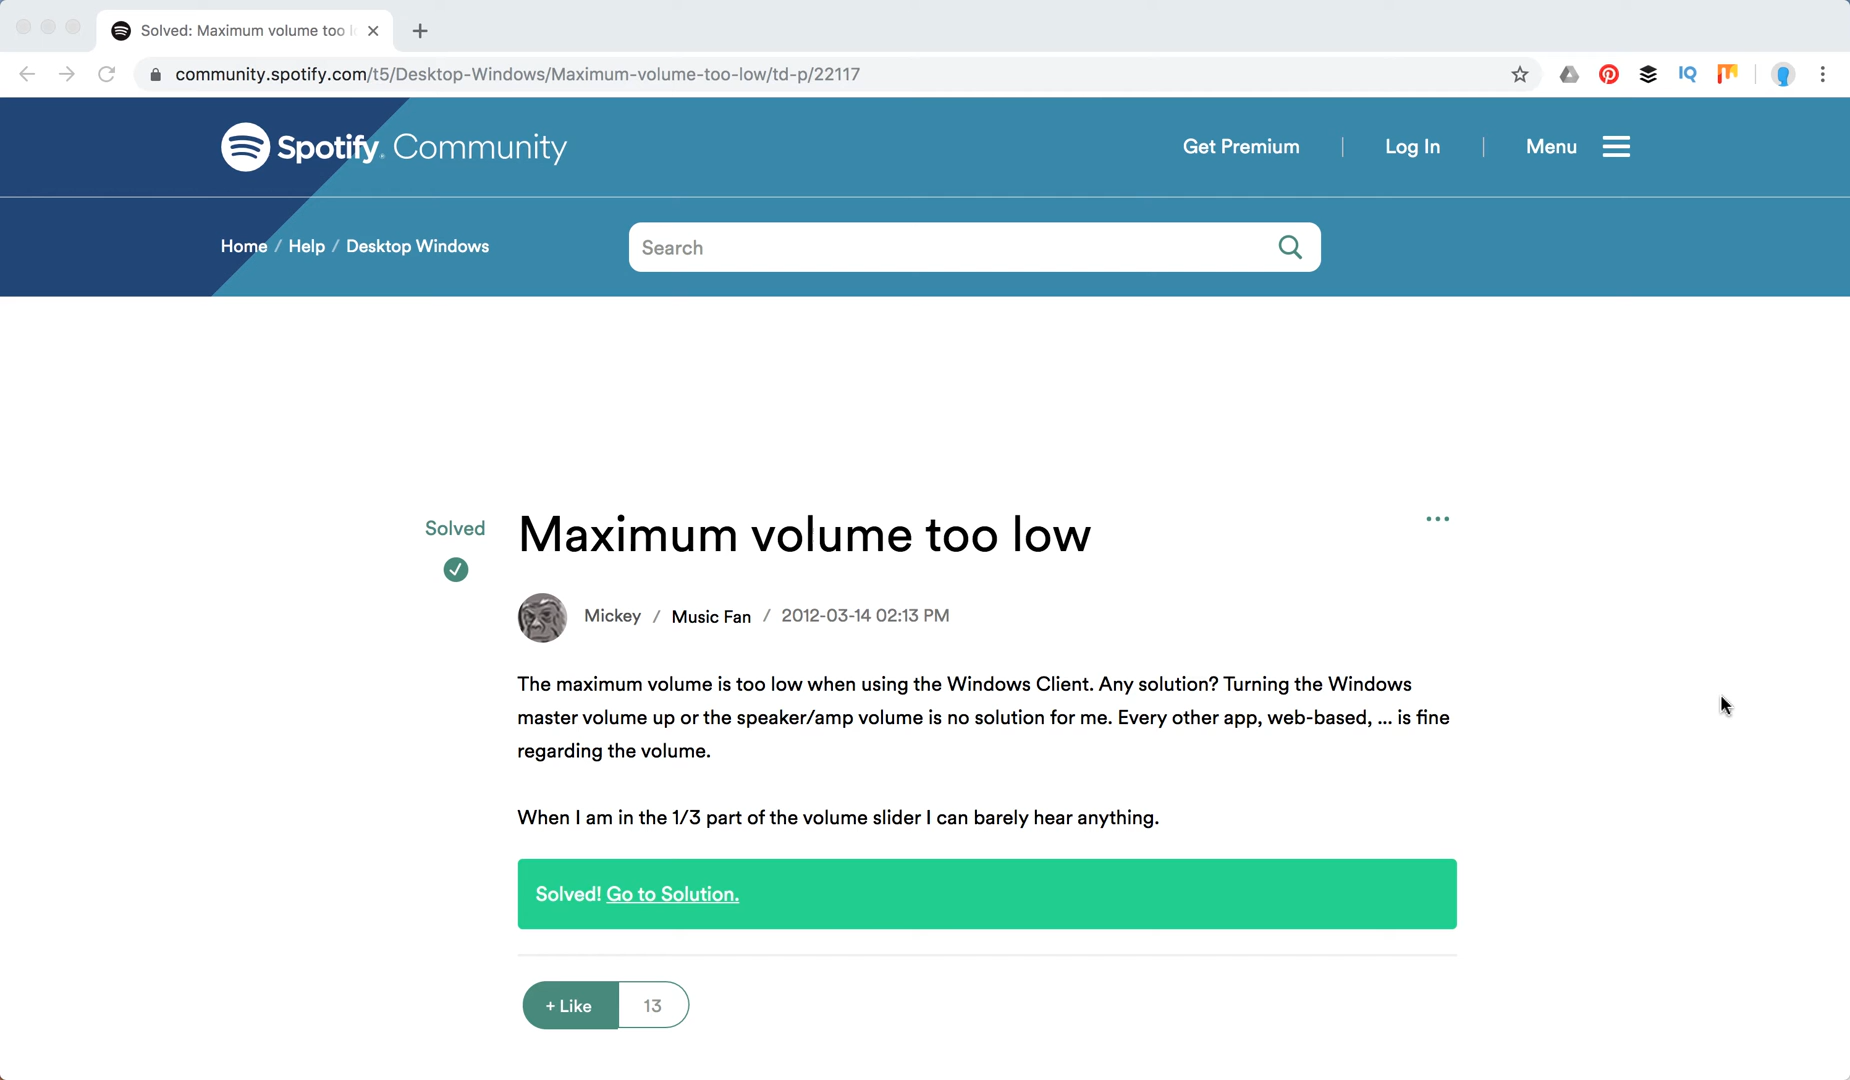 Solved: Maximum volume too
community.spotify.com/t5/Desktop-Windows/Maximum-volume-too-low/td-p/22117
IQ
Spotify Community
Get Premium | Log In | Menu
Home / Help / Desktop Windows
Search
Solved
Maximum volume too low
Mickey / Music Fan / 2012-03-14 02:13 PM
The maximum volume is too low when using the Windows Client. Any solution? Turning the Windows
master volume up or the speaker/amp volume is no solution for me. Every other app, web-based, ... is fine
regarding the volume.
When I am in the 1/3 part of the volume slider I can barely hear anything.
Solved! Go to Solution.
+ Like 13